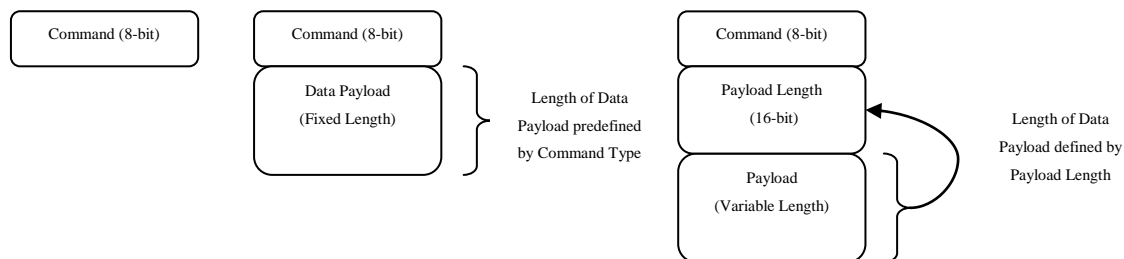 Command (8-bit)
Command (8-bit)
Data Payload
(Fixed Length)
Length of Data
Payload predefined
by Command Type
Command (8-bit)
Payload Length
(16-bit)
Payload
(Variable Length)
Length of Data
Payload defined by
Payload Length